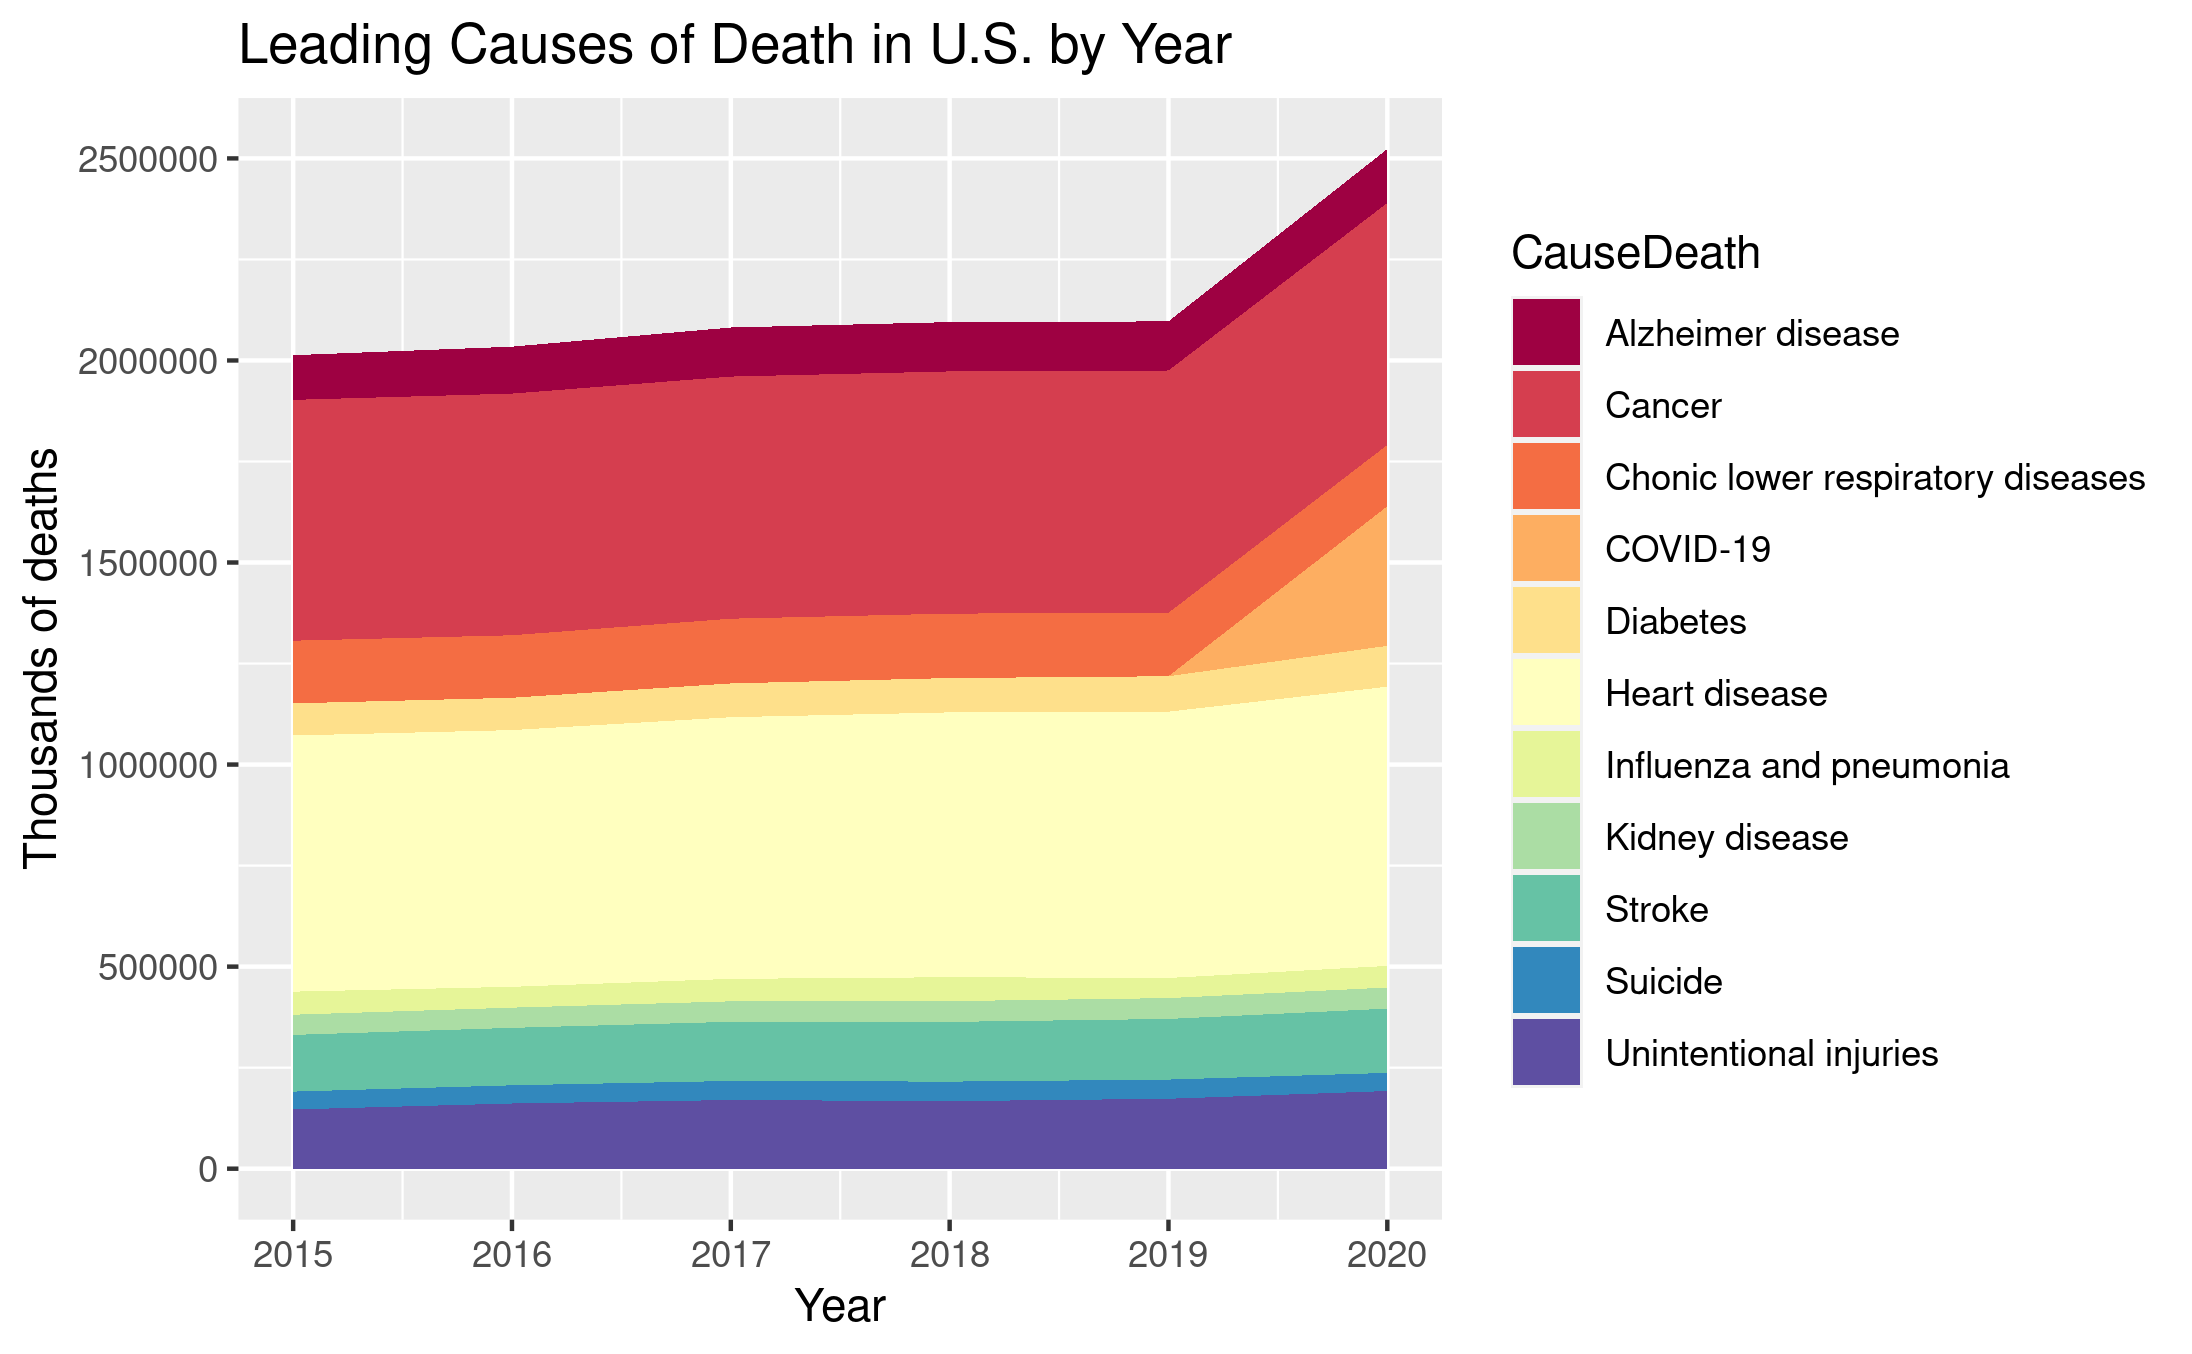 Leading Causes of Death in U.S. by Year
2500000
2000000
1500000
1000000
500000
0
Thousands of deaths
2015 2016 2017 2018 2019 2020
Year
CauseDeath
Alzheimer disease
Cancer
Chonic lower respiratory diseases
COVID-19
Diabetes
Heart disease
Influenza and pneumonia
Kidney disease
Stroke
Suicide
Unintentional injuries